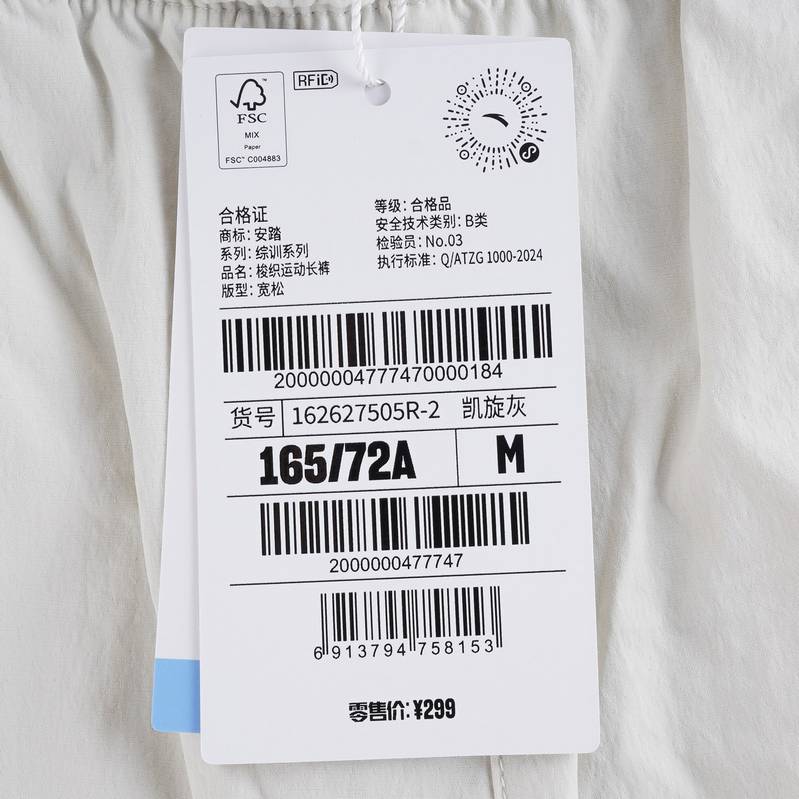 RFiD
FSC
MIX
Paper
FSC™ C004883
合格证
商标: 安踏
系列: 综训系列
品名: 梭织运动长裤
版型: 宽松
等级: 合格品
安全技术类别: B类
检验员: No.03
执行标准: Q/ATZG 1000-2024
20000004777470000184
货号 162627505R-2 凯旋灰
165/72A M
2000000477747
6 913794 758153
零售价: ¥299